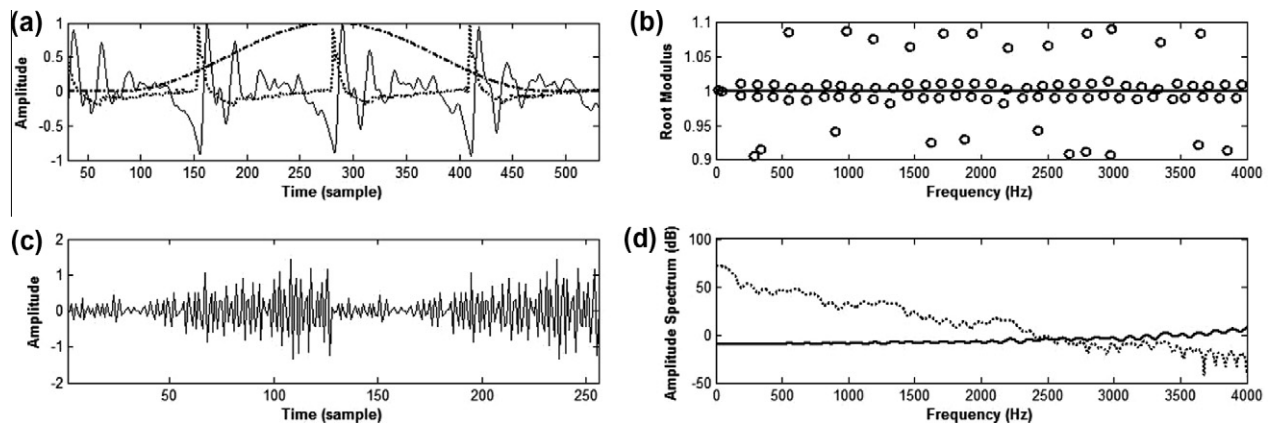 (a)
Amplitude
1
0.5
0
-0.5
-1
50 100 150 200 250 300 350 400 450 500
Time (sample)
(b)
Root Modulus
1.1
1.05
1
0.95
0.9
0 500 1000 1500 2000 2500 3000 3500 4000
Frequency (Hz)
(c)
Amplitude
2
1
0
-1
-2
50 100 150 200 250
Time (sample)
(d)
Amplitude Spectrum (dB)
100
50
0
-50
0 500 1000 1500 2000 2500 3000 3500 4000
Frequency (Hz)